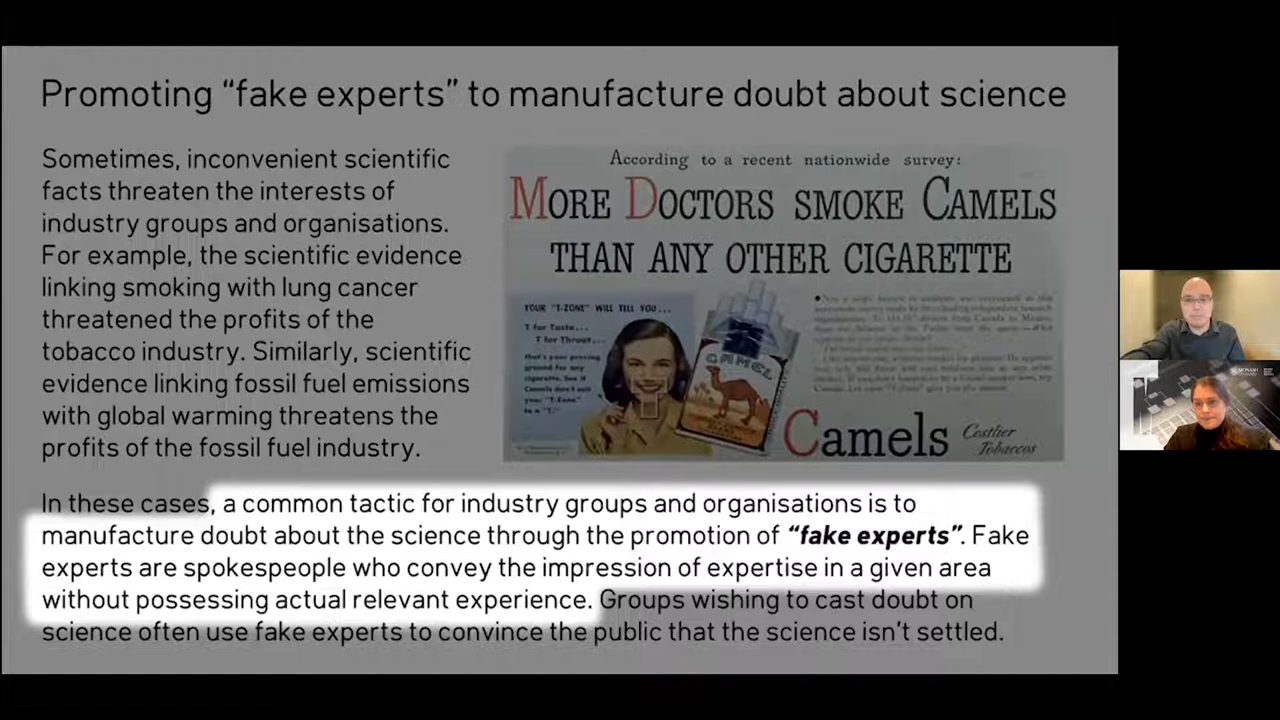 Promoting “fake experts” to manufacture doubt about science
Sometimes, inconvenient scientific
facts threaten the interests of
industry groups and organisations.
For example, the scientific evidence
linking smoking with lung cancer
threatened the profits of the
tobacco industry. Similarly, scientific
evidence linking fossil fuel emissions
with global warming threatens the
profits of the fossil fuel industry.
According to a recent nationwide survey:
MORE DOCTORS SMOKE CAMELS
THAN ANY OTHER CIGARETTE
YOUR "T-ZONE" WILL TELL YOU...
T for Taste...
T for Throat...
CAMEL
Camels
Costlier
Tobaccos
In these cases, a common tactic for industry groups and organisations is to
manufacture doubt about the science through the promotion of “fake experts”. Fake
experts are spokespeople who convey the impression of expertise in a given area
without possessing actual relevant experience. Groups wishing to cast doubt on
science often use fake experts to convince the public that the science isn’t settled.
MONASH